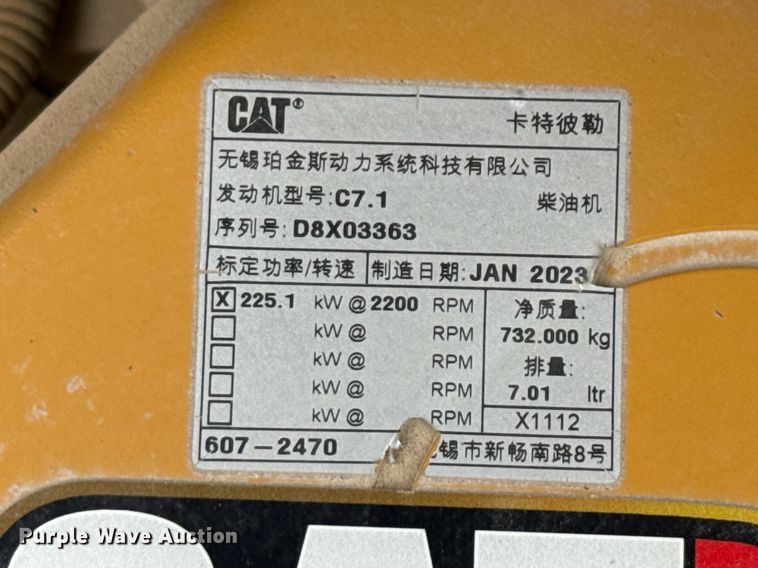 CAT® 卡特彼勒
无锡珀金斯动力系统科技有限公司
发动机型号:C7.1 柴油机
序列号:D8X03363
标定功率/转速 制造日期:JAN 2023
X 225.1 kW @ 2200 RPM 净质量:
kW @ RPM 732.000 kg
kW @ RPM 排量:
kW @ RPM 7.01 ltr
kW @ RPM X1112
607-2470 锡市新畅南路8号
CAT
Purple Wave Auction